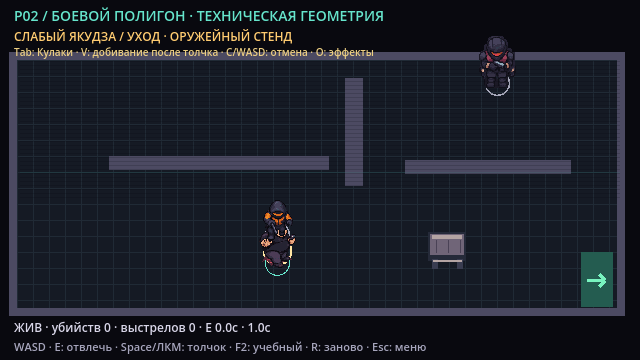 P02 / БОЕВОЙ ПОЛИГОН · ТЕХНИЧЕСКАЯ ГЕОМЕТРИЯ
СЛАБЫЙ ЯКУДЗА / УХОД · ОРУЖЕЙНЫЙ СТЕНД
Tab: Кулаки · V: добивание после толчка · C/WASD: отмена · O: эффекты
ЖИВ · убийств 0 · выстрелов 0 · E 0.0с · 1.0с
WASD · E: отвлечь · Space/ЛКМ: толчок · F2: учебный · R: заново · Esc: меню